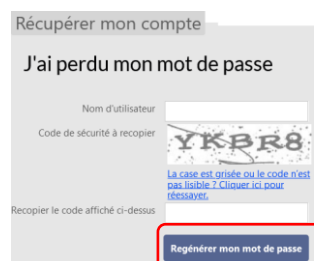 Récupérer mon compte
J'ai perdu mon mot de passe
Nom d'utilisateur
Code de sécurité à recopier
YKBR8
La case est grisée ou le code n'est
pas lisible ? Cliquer ici pour
réessayer.
Recopier le code affiché ci-dessus
Regénérer mon mot de passe